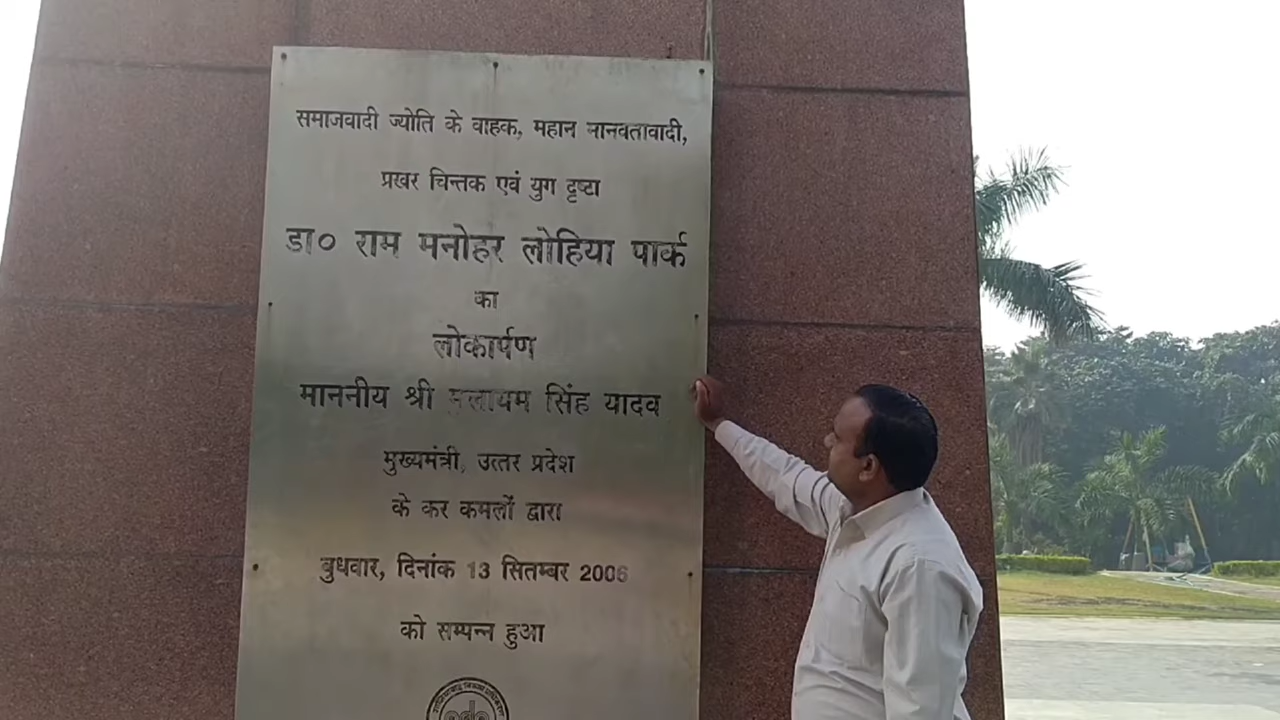 समाजवादी ज्योति के वाहक, महान मानवतावादी,
प्रखर चिन्तक एवं युग दृष्टा
डा० राम मनोहर लोहिया पार्क
का
लोकार्पण
माननीय श्री मुलायम सिंह यादव
मुख्यमंत्री, उत्तर प्रदेश
के कर कमलों द्वारा
बुधवार, दिनांक 13 सितम्बर 2006
को सम्पन्न हुआ